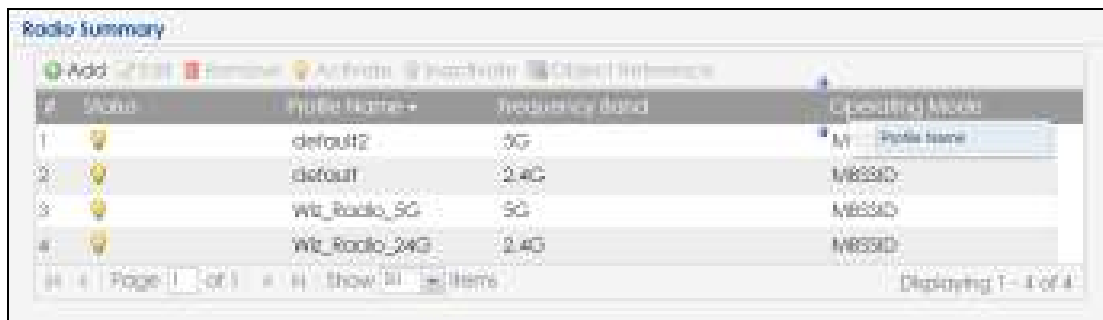 Radio Summary
Add Edit Remove Activate Inactivate Object Reference
# Status Profile Name Frequency Band Operating Mode
1 default2 5G M Profile Name
2 default 2.4G MBSSID
3 Wiz_Radio_5G 5G MBSSID
4 Wiz_Radio_24G 2.4G MBSSID
Page 1 of 1 Show items Displaying 1 - 4 of 4